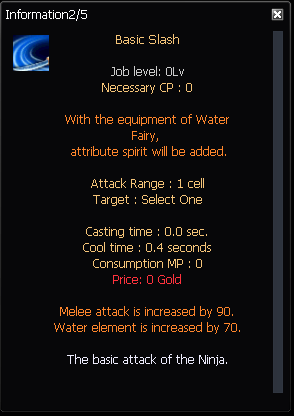 Information2/5
Basic Slash
Job level: 0Lv
Necessary CP : 0
With the equipment of Water
Fairy,
attribute spirit will be added.
Attack Range : 1 cell
Target : Select One
Casting time : 0.0 sec.
Cool time : 0.4 seconds
Consumption MP : 0
Price: 0 Gold
Melee attack is increased by 90.
Water element is increased by 70.
The basic attack of the Ninja.